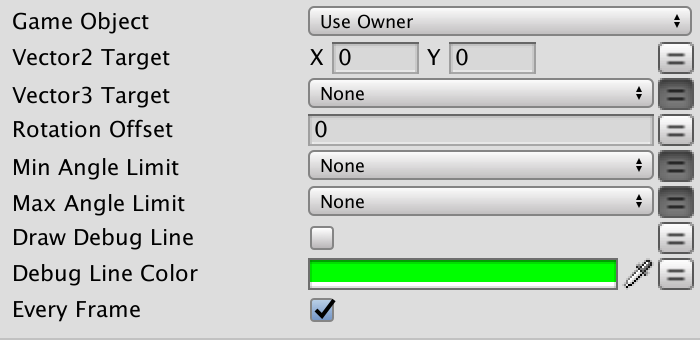 Game Object Use Owner
Vector2 Target X 0 Y 0
Vector3 Target None
Rotation Offset 0
Min Angle Limit None
Max Angle Limit None
Draw Debug Line
Debug Line Color
Every Frame